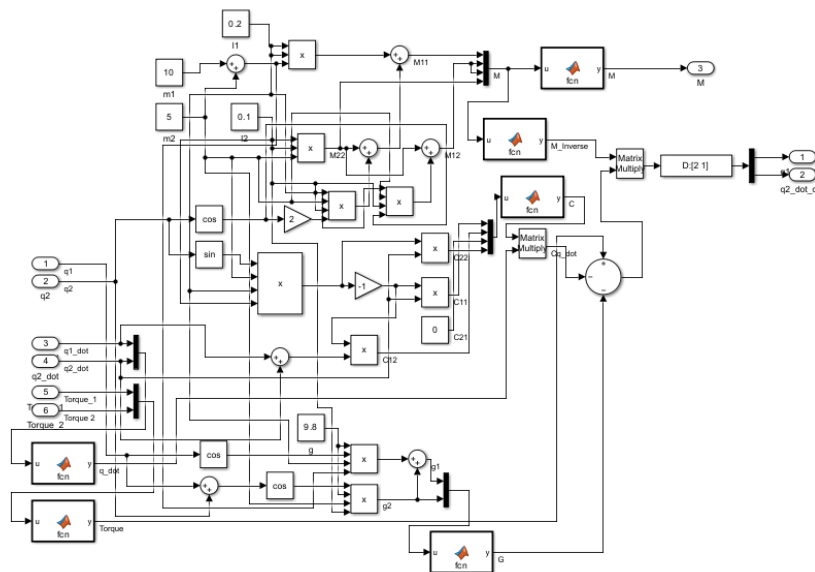 0.2
l1
x
+
+
M11
10
m1
M
u
fcn
y
M
3
M
5
m2
0.1
l2
x
M22
+
+
+
+
M12
u
fcn
y
M_Inverse
Matrix
Multiply
D:[2 1]
1
2
q2_dot_d
x
x
cos
2
u
fcn
y
C
sin
x
x
C22
Matrix
Multiply
Cq_dot
+
−
−
1
q1
2
q2
q2
-1
x
C11
0
C21
3
q1_dot
4
q2_dot
q2_dot
+
+
x
C12
5
Torque_1
6
Torque 2
Torque_2
9.8
g
u
fcn
y
q_dot
cos
x
+
+
g1
+
+
cos
x
g2
u
fcn
y
Torque
u
fcn
y
G